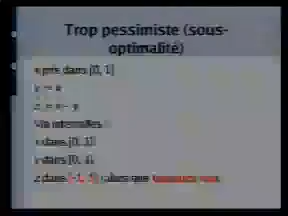 Trop pessimiste (sous-
optimalité)
x pris dans [0, 1]
y = x
z = x - y
Via intervalles :
x dans [0, 1]
y dans [0, 1]
z dans [-1, 1] alors que